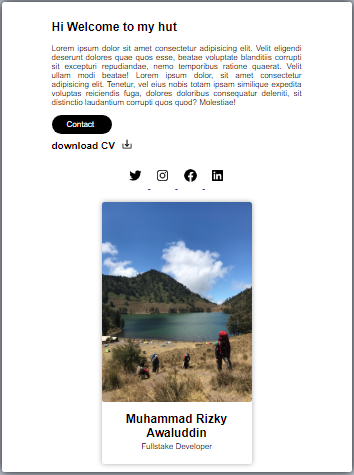 Hi Welcome to my hut
Lorem ipsum dolor sit amet consectetur adipisicing elit. Velit eligendi
deserunt dolores quae quos esse, beatae voluptate blanditiis corrupti
sit excepturi repudiandae, nemo temporibus ratione quaerat. Velit
ullam modi beatae! Lorem ipsum dolor, sit amet consectetur
adipisicing elit. Tenetur, vel eius nobis totam ipsam similique expedita
voluptas reiciendis fuga, dolores doloribus consequatur deleniti, sit
distinctio laudantium corrupti quos quod? Molestiae!
Contact
download CV
Muhammad Rizky
Awaluddin
Fullstake Developer